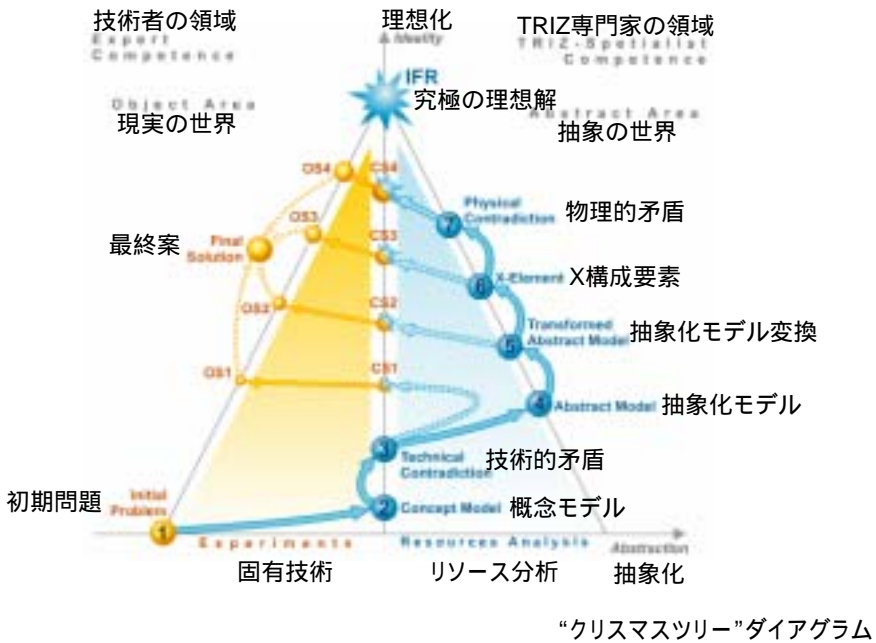 技術者の領域
Expert
Competence
理想化
& Ideality
TRIZ専門家の領域
TRIZ-Spetialist
Competence
IFR
究極の理想解
Object Area
現実の世界
Abstract Area
抽象の世界
OS4
CS4
7
Physical
Contradiction
物理的矛盾
OS3
CS3
最終案
Final
Solution
6
X-Element
X構成要素
OS2
CS2
5
Transformed
Abstract Model
抽象化モデル変換
OS1
CS1
4
Abstract Model
抽象化モデル
3
Technical
Contradiction
技術的矛盾
初期問題
Initial
Problem
1
2
Concept Model
概念モデル
Experiments
Resources Analysis
Abstraction
固有技術
リソース分析
抽象化
“クリスマスツリー”ダイアグラム